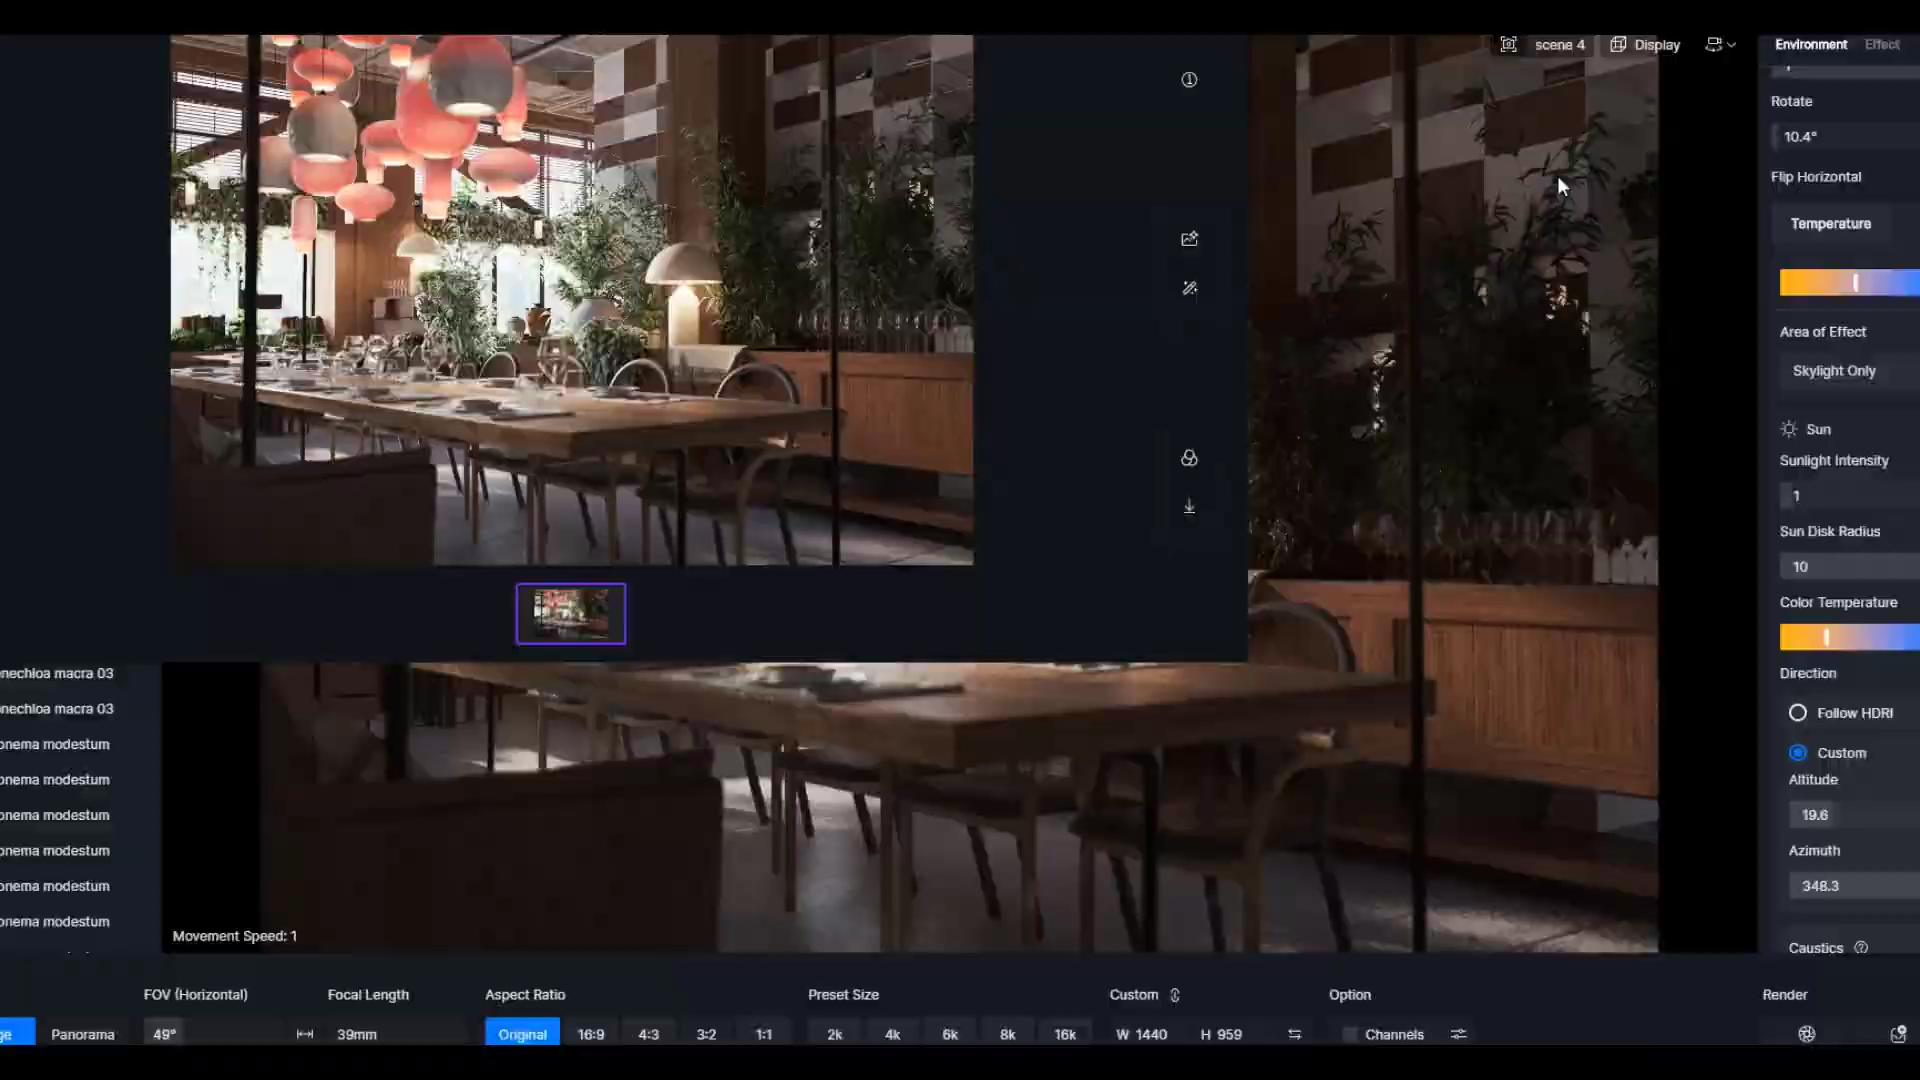 scene 4
Display
Environment
Effect
Rotate
10.4°
Flip Horizontal
Temperature
Area of Effect
Skylight Only
Sun
Sunlight Intensity
1
Sun Disk Radius
10
Color Temperature
Direction
Follow HDRI
Custom
Altitude
19.6
Azimuth
348.3
Caustics
nechloa macra 03
nechloa macra 03
onema modestum
onema modestum
onema modestum
onema modestum
onema modestum
onema modestum
Movement Speed: 1
FOV (Horizontal)
Focal Length
Aspect Ratio
Preset Size
Custom
Option
Render
ge
Panorama
49°
39mm
Original
16:9
4:3
3:2
1:1
2k
4k
6k
8k
16k
W 1440
H 959
Channels